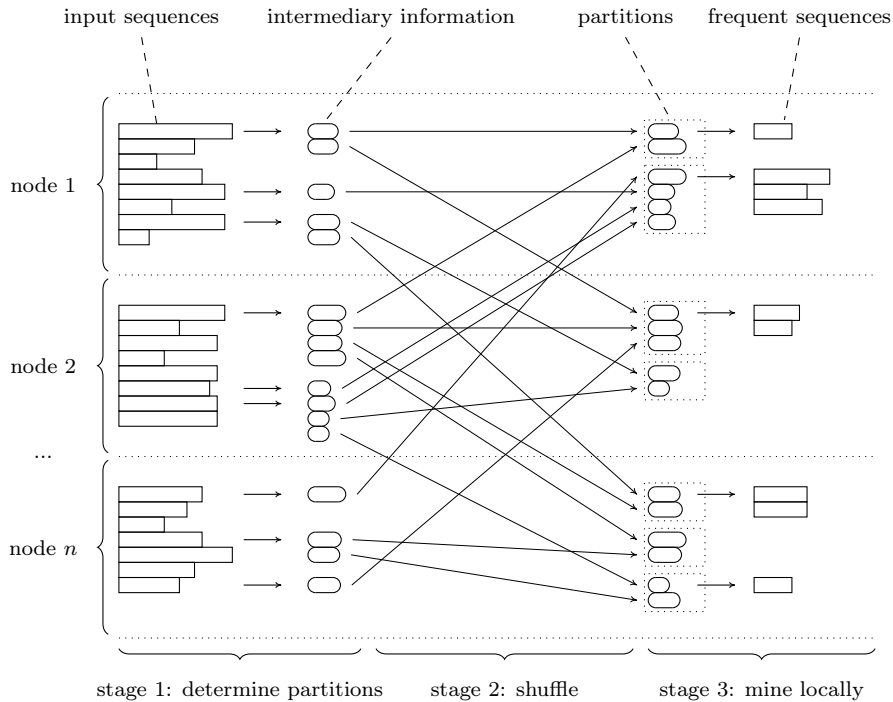 input sequences
intermediary information
partitions
frequent sequences
node 1
node 2
...
node n
stage 1: determine partitions
stage 2: shuffle
stage 3: mine locally